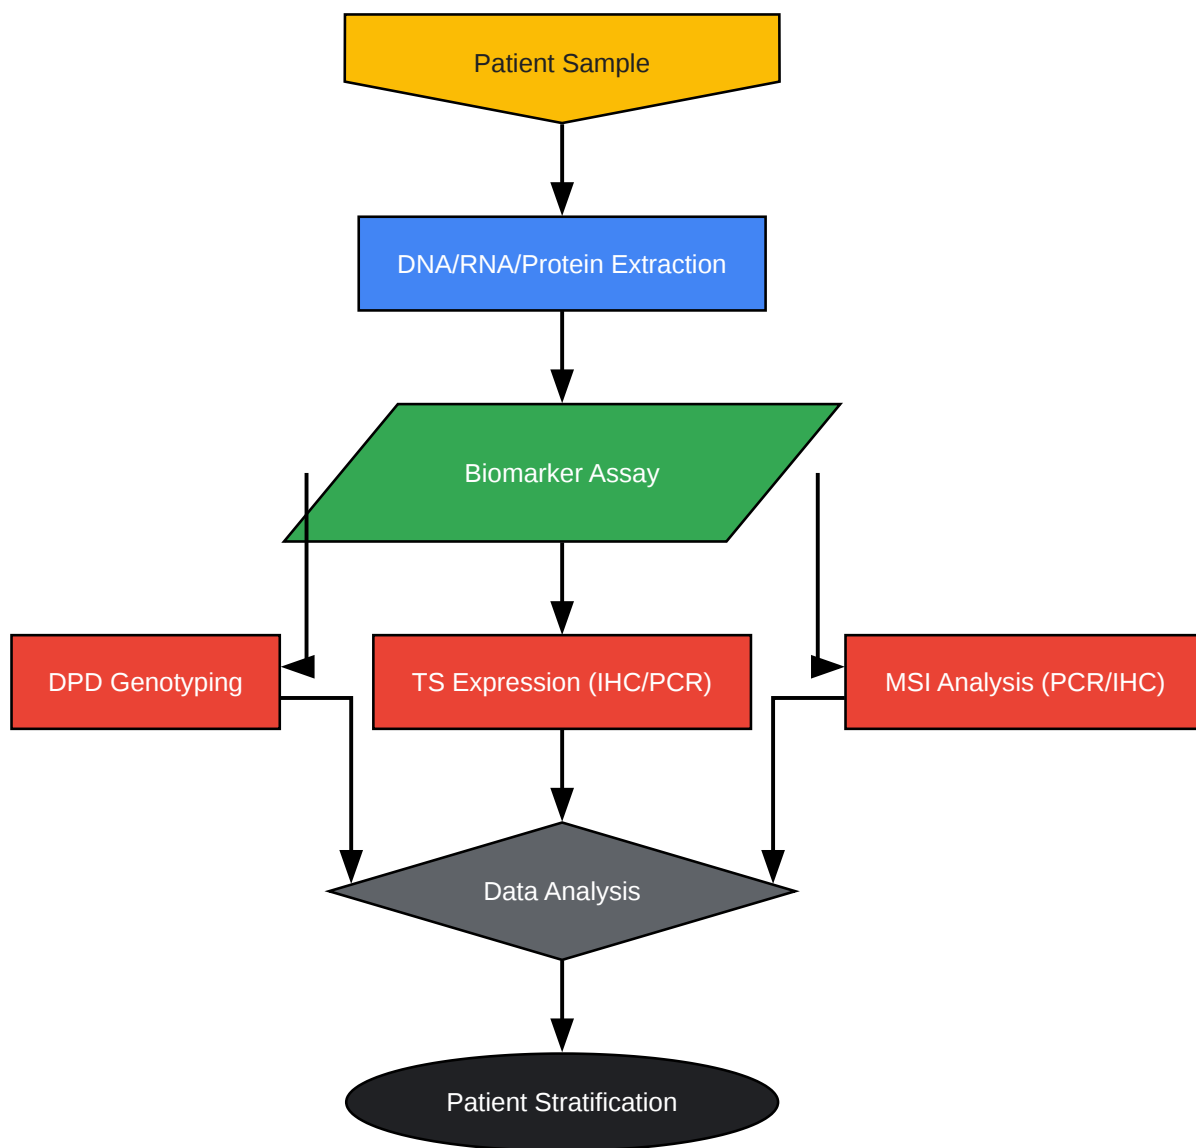 Patient Sample
DNA/RNA/Protein Extraction
Biomarker Assay
DPD Genotyping
TS Expression (IHC/PCR)
MSI Analysis (PCR/IHC)
Data Analysis
Patient Stratification